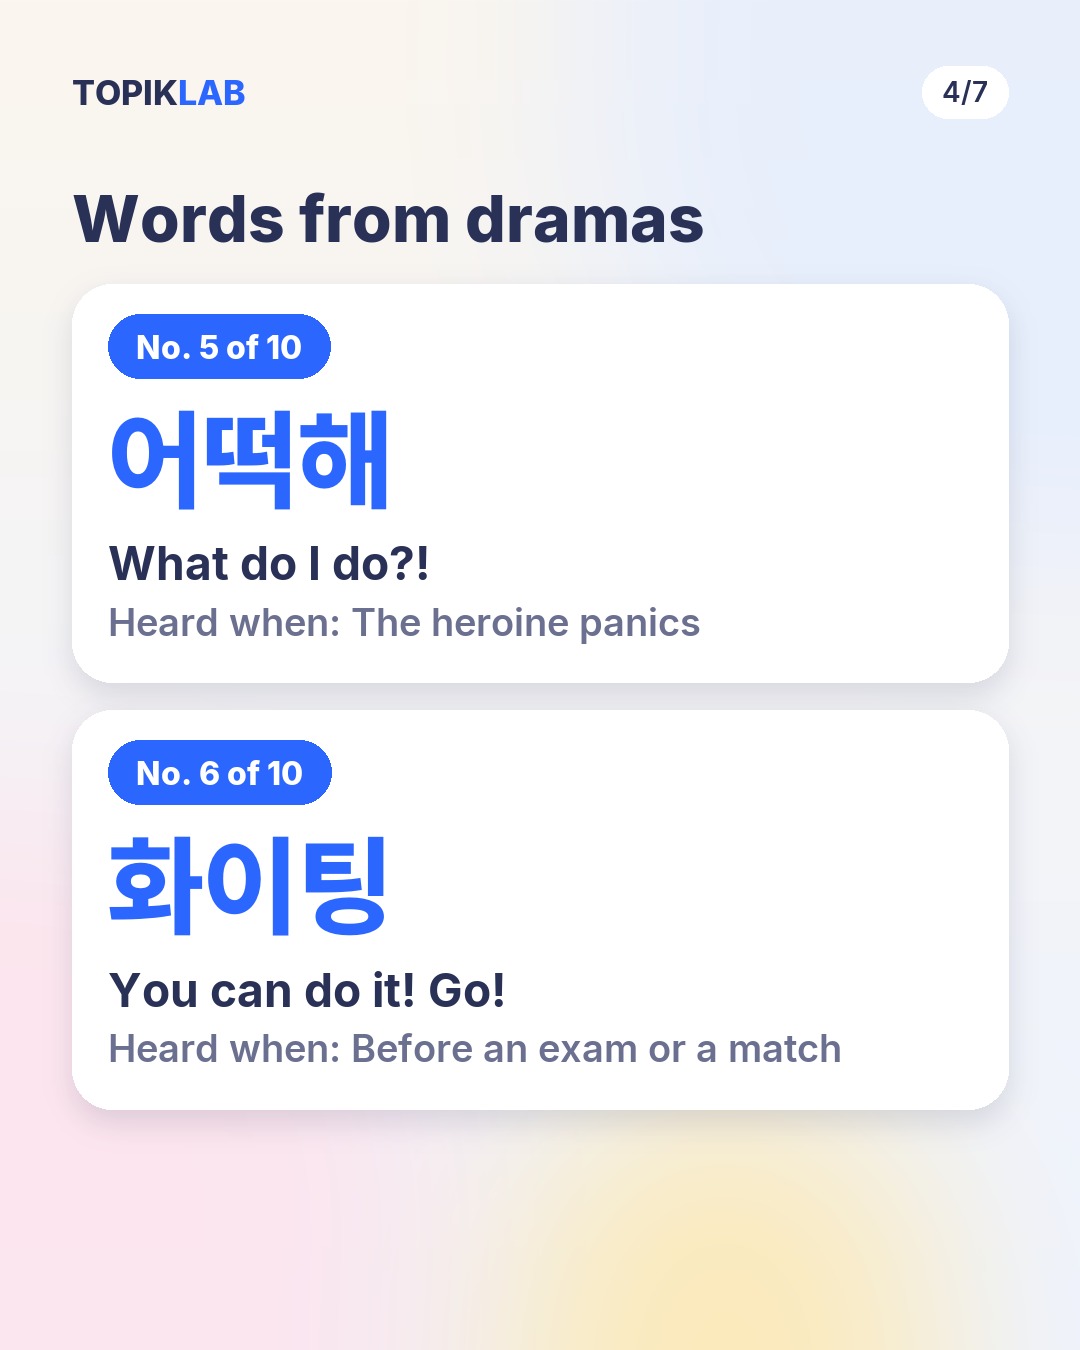 TOPIKLAB
4/7
Words from dramas
No. 5 of 10
어떡해
What do I do?!
Heard when: The heroine panics
No. 6 of 10
화이팅
You can do it! Go!
Heard when: Before an exam or a match